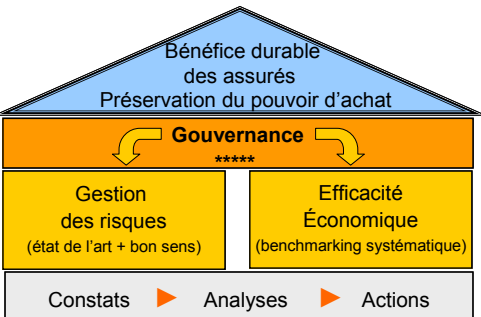 Bénéfice durable
des assurés
Préservation du pouvoir d'achat
Gouvernance
*****
Gestion
des risques
(état de l'art + bon sens)
Efficacité
Économique
(benchmarking systématique)
Constats Analyses Actions